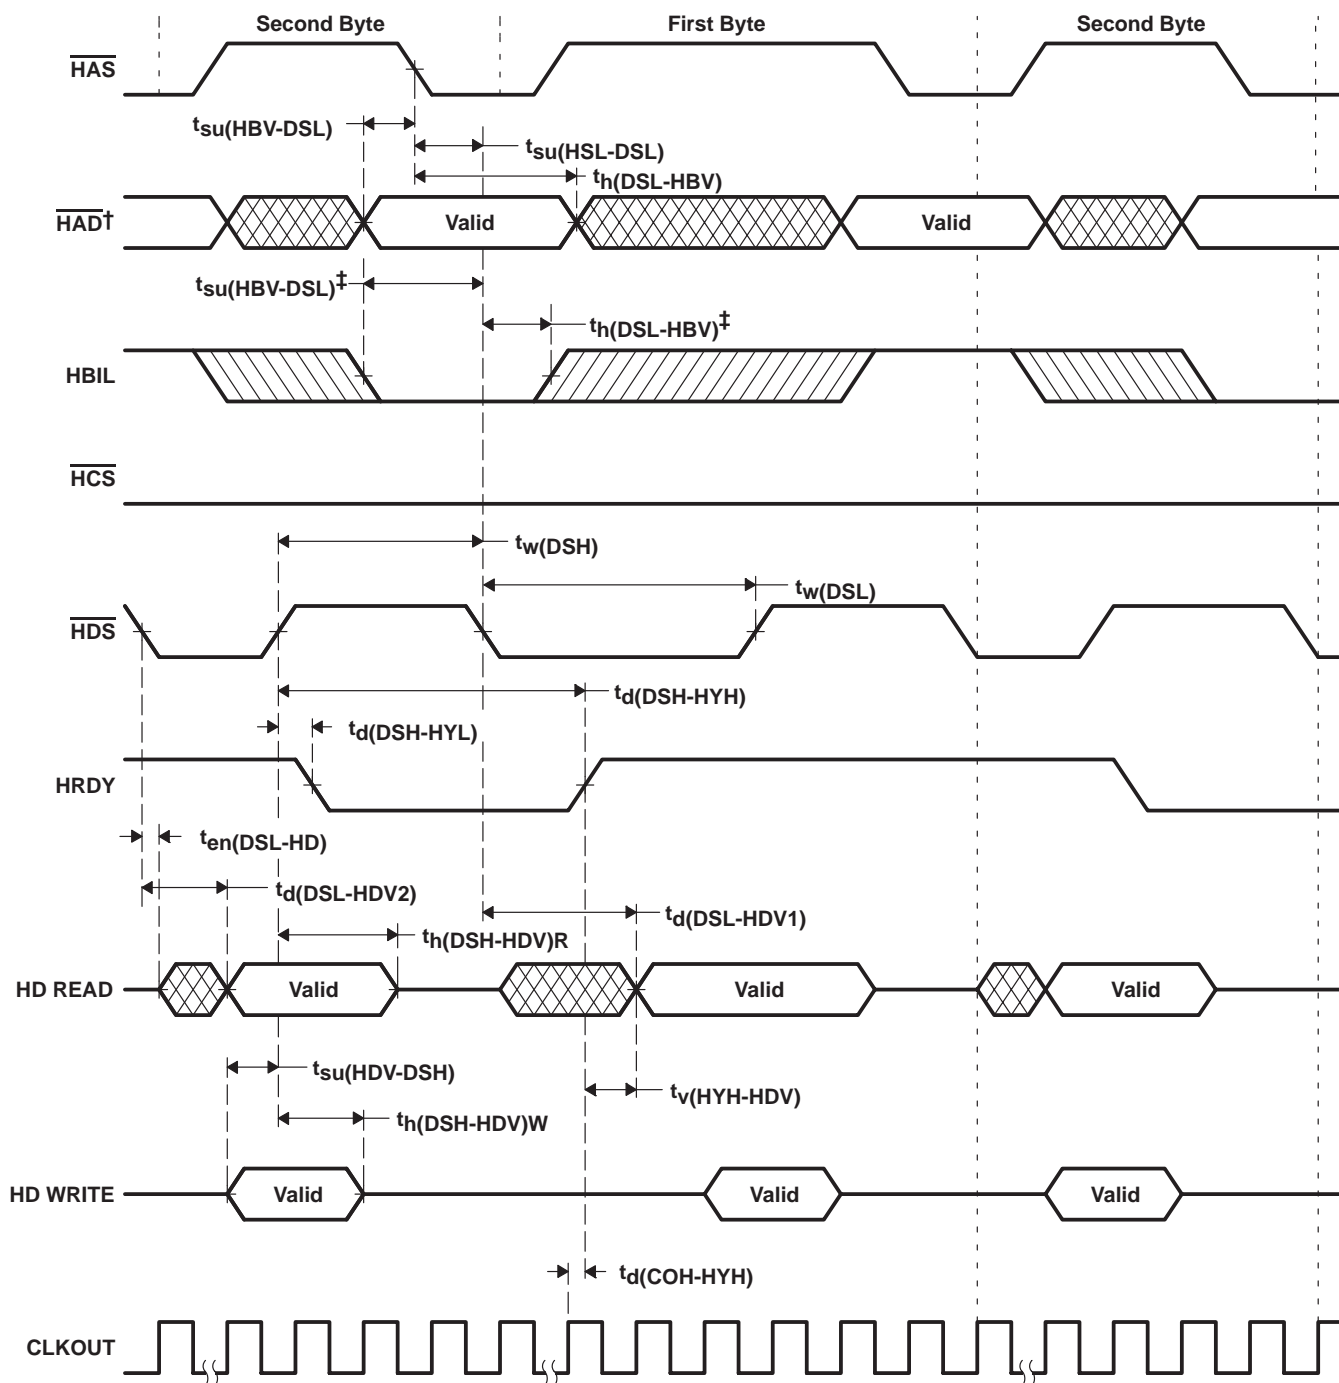 Second Byte First Byte Second Byte
HAS
tsu(HBV-DSL)
tsu(HSL-DSL)
th(DSL-HBV)
HAD† Valid Valid
tsu(HBV-DSL)‡
th(DSL-HBV)‡
HBIL
HCS
tw(DSH)
tw(DSL)
HDS
td(DSH-HYH)
td(DSH-HYL)
HRDY
ten(DSL-HD)
td(DSL-HDV2)
td(DSL-HDV1)
th(DSH-HDV)R
HD READ Valid Valid Valid
tsu(HDV-DSH)
tv(HYH-HDV)
th(DSH-HDV)W
HD WRITE Valid Valid Valid
td(COH-HYH)
CLKOUT